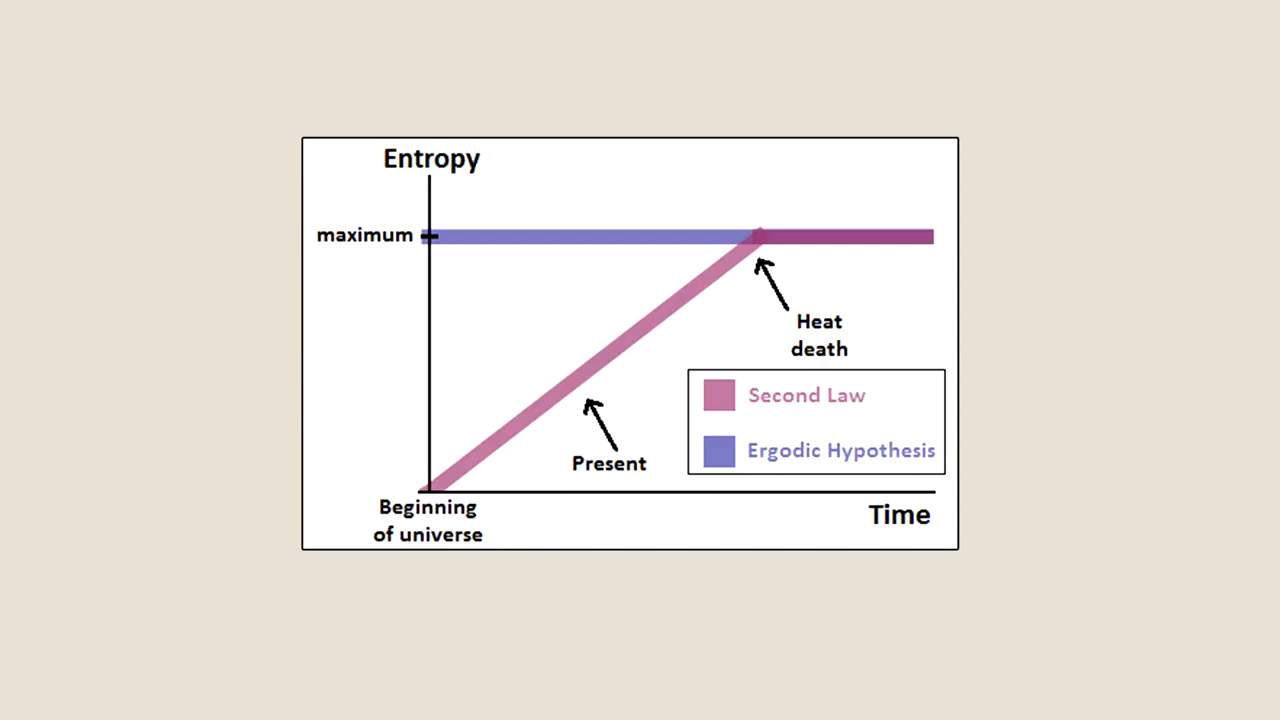 Entropy
maximum
Heat
death
Second Law
Ergodic Hypothesis
Present
Beginning
of universe
Time